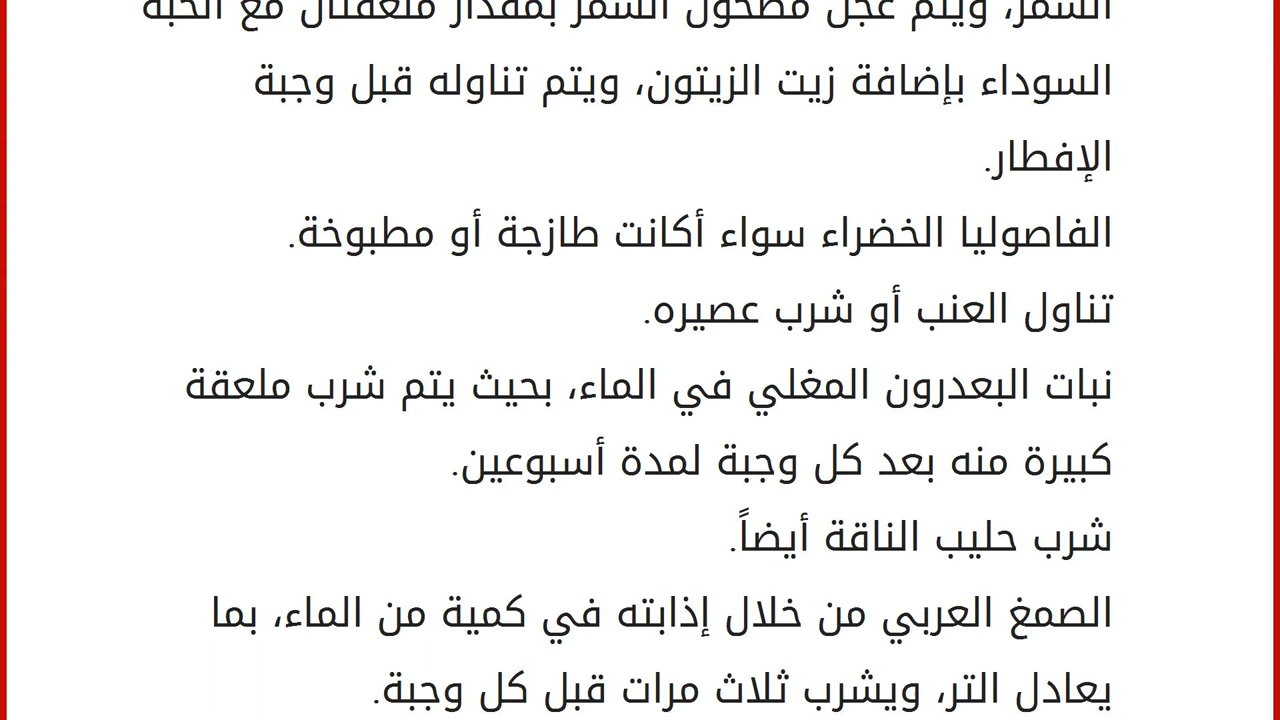 السمر، ويتم عجل مطحون السمر بمقدار ملعقتان مع الحبة
السوداء بإضافة زيت الزيتون، ويتم تناوله قبل وجبة
الإفطار.
الفاصوليا الخضراء سواء أكانت طازجة أو مطبوخة.
تناول العنب أو شرب عصيره.
نبات البعدرون المغلي في الماء، بحيث يتم شرب ملعقة
كبيرة منه بعد كل وجبة لمدة أسبوعين.
شرب حليب الناقة أيضاً.
الصمغ العربي من خلال إذابته في كمية من الماء، بما
يعادل التر، ويشرب ثلاث مرات قبل كل وجبة.